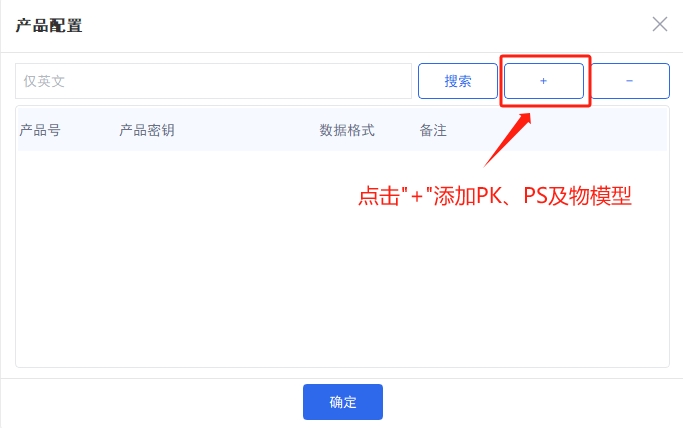 产品配置
仅英文 搜索 + −
产品号 产品密钥 数据格式 备注
点击"+"添加PK、PS及物模型
确定